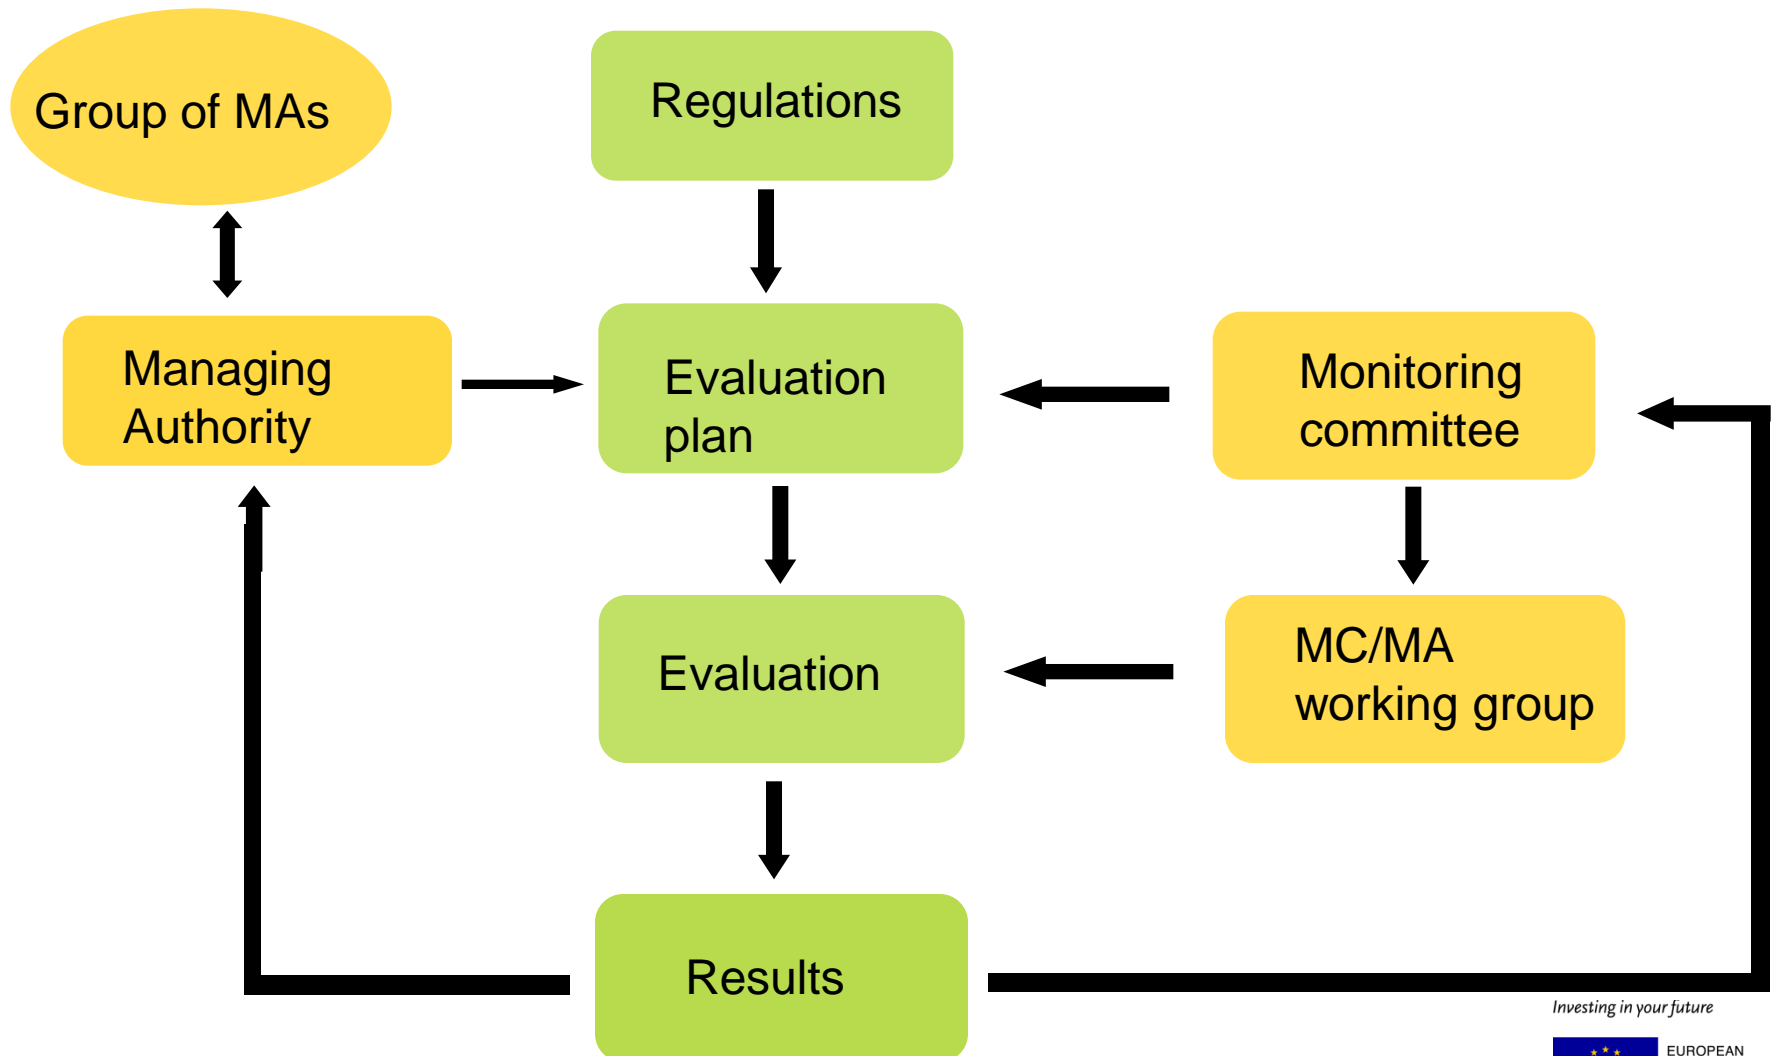 Group of MAs
Regulations
Managing
Authority
Evaluation
plan
Monitoring
committee
Evaluation
MC/MA
working group
Results
Investing in your future
EUROPEAN